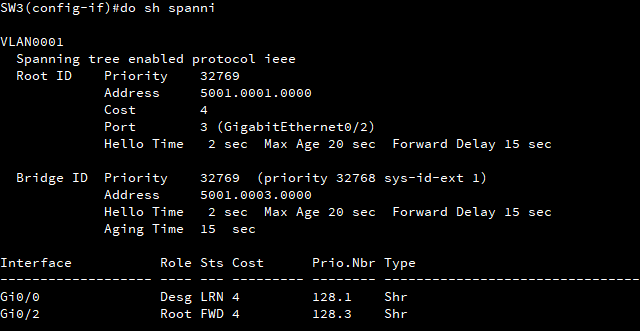 SW3(config-if)#do sh spanni
VLAN0001
Spanning tree enabled protocol ieee
Root ID Priority 32769
Address 5001.0001.0000
Cost 4
Port 3 (GigabitEthernet0/2)
Hello Time 2 sec Max Age 20 sec Forward Delay 15 sec
Bridge ID Priority 32769 (priority 32768 sys-id-ext 1)
Address 5001.0003.0000
Hello Time 2 sec Max Age 20 sec Forward Delay 15 sec
Aging Time 15 sec
Interface Role Sts Cost Prio.Nbr Type
------------------- ---- --- --------- -------- --------------------------------
Gi0/0 Desg LRN 4 128.1 Shr
Gi0/2 Root FWD 4 128.3 Shr